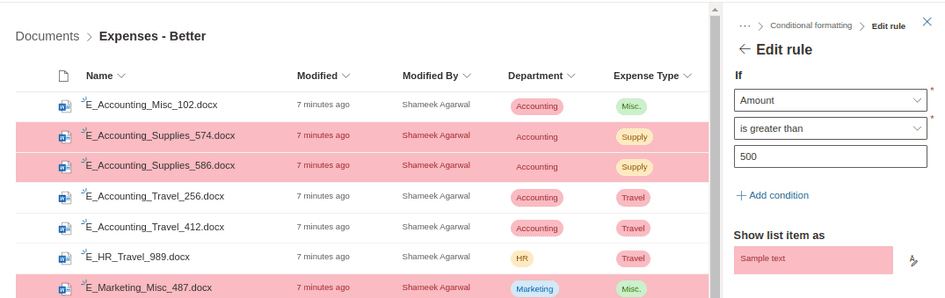 Documents > Expenses - Better
Name Modified Modified By Department Expense Type
E_Accounting_Misc_102.docx 7 minutes ago Shameek Agarwal Accounting Misc.
E_Accounting_Supplies_574.docx 7 minutes ago Shameek Agarwal Accounting Supply
E_Accounting_Supplies_586.docx 7 minutes ago Shameek Agarwal Accounting Supply
E_Accounting_Travel_256.docx 7 minutes ago Shameek Agarwal Accounting Travel
E_Accounting_Travel_412.docx 7 minutes ago Shameek Agarwal Accounting Travel
E_HR_Travel_989.docx 7 minutes ago Shameek Agarwal HR Travel
E_Marketing_Misc_487.docx 7 minutes ago Shameek Agarwal Marketing Misc.
... > Conditional formatting > Edit rule
Edit rule
If
Amount *
is greater than *
500
+ Add condition
Show list item as
Sample text